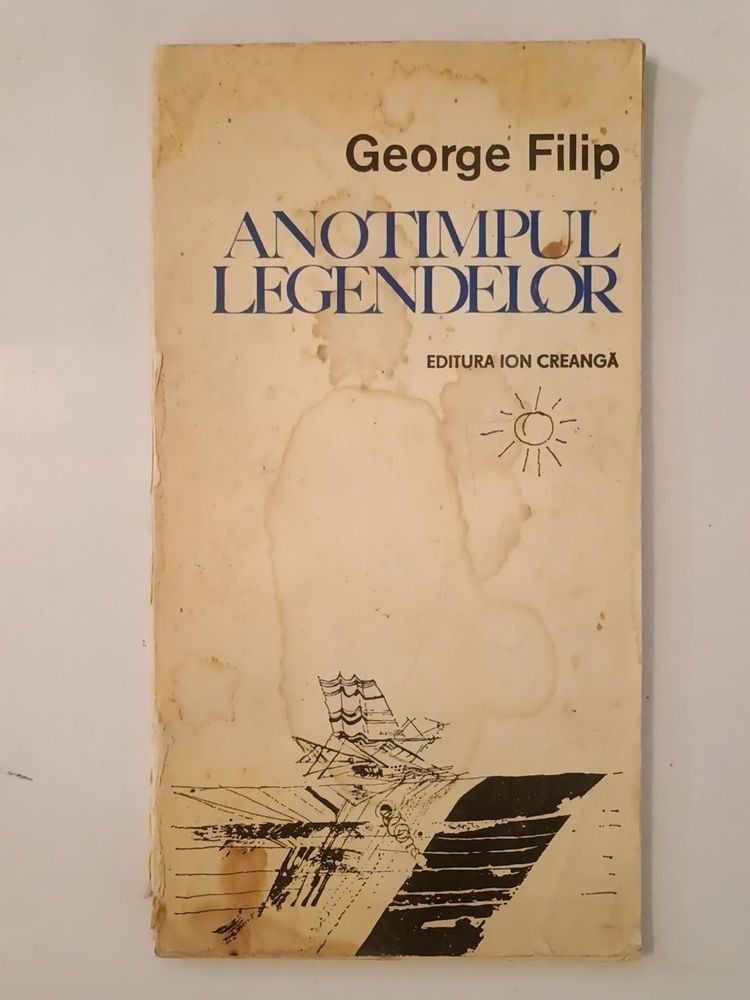 George Filip
ANOTIMPUL
LEGENDELOR
EDITURA ION CREANGĂ